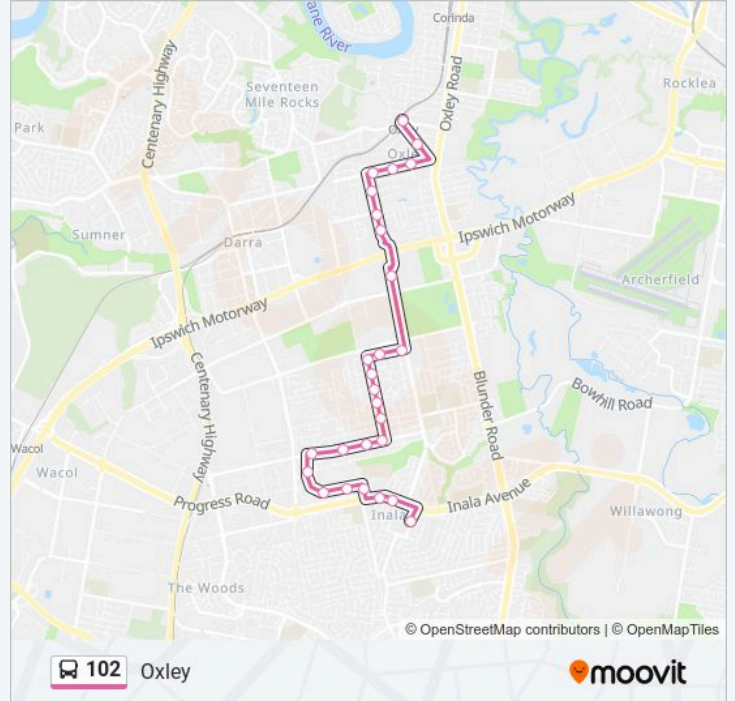 ane River
Corinda
Centenary Highway
Oxley Road
Seventeen
Mile Rocks
Rocklea
Park
Ipswich Motorway
Sumner
Darra
Archerfield
Ipswich Motorway
Centenary Highway
Blunder Road
Bowhill Road
Wacol
Wacol
Progress Road
Inala Avenue
Inala
Willawong
The Woods
© OpenStreetMap contributors | © OpenMapTiles
102 Oxley
moovit